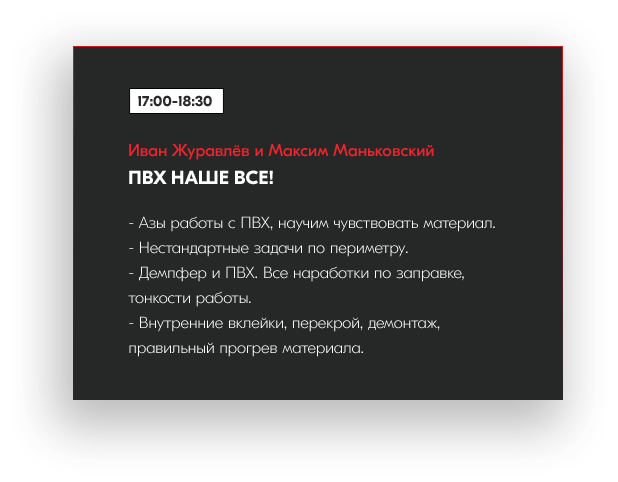 17:00-18:30
Иван Журавлёв и Максим Маньковский
ПВХ НАШЕ ВСЕ!
- Азы работы с ПВХ, научим чувствовать материал.
- Нестандартные задачи по периметру.
- Демпфер и ПВХ. Все наработки по заправке,
тонкости работы.
- Внутренние вклейки, перекрой, демонтаж,
правильный прогрев материала.